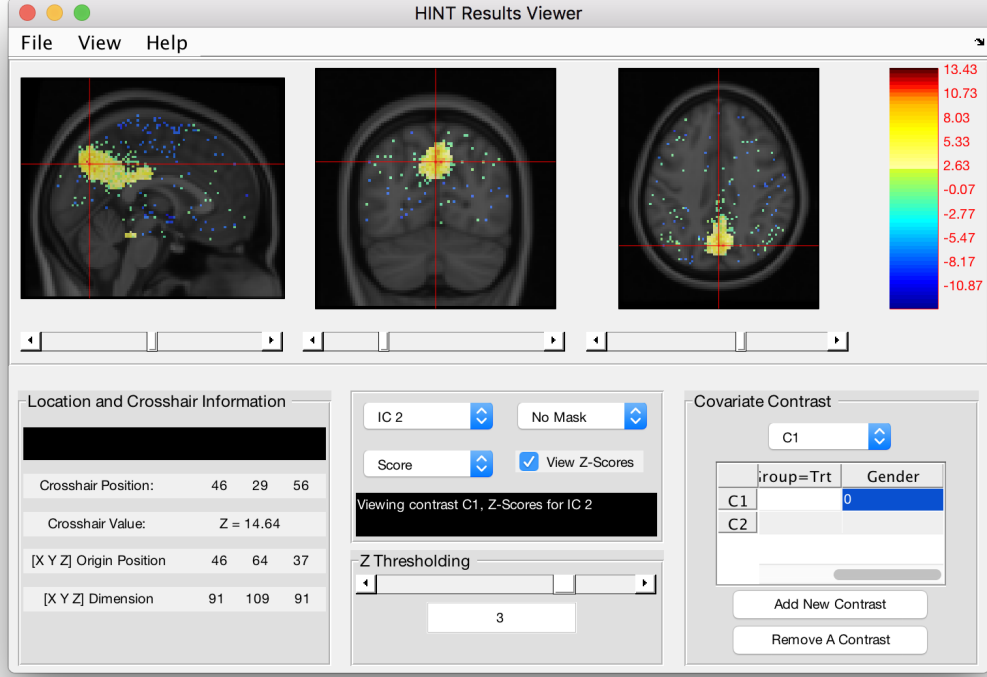 HINT Results Viewer
File View Help
13.43
10.73
8.03
5.33
2.63
-0.07
-2.77
-5.47
-8.17
-10.87
Location and Crosshair Information
Crosshair Position: 46 29 56
Crosshair Value: Z = 14.64
[X Y Z] Origin Position 46 64 37
[X Y Z] Dimension 91 109 91
IC 2 No Mask
Score View Z-Scores
Viewing contrast C1, Z-Scores for IC 2
Z Thresholding
3
Covariate Contrast
C1
Group=Trt Gender
C1 0
C2
Add New Contrast
Remove A Contrast